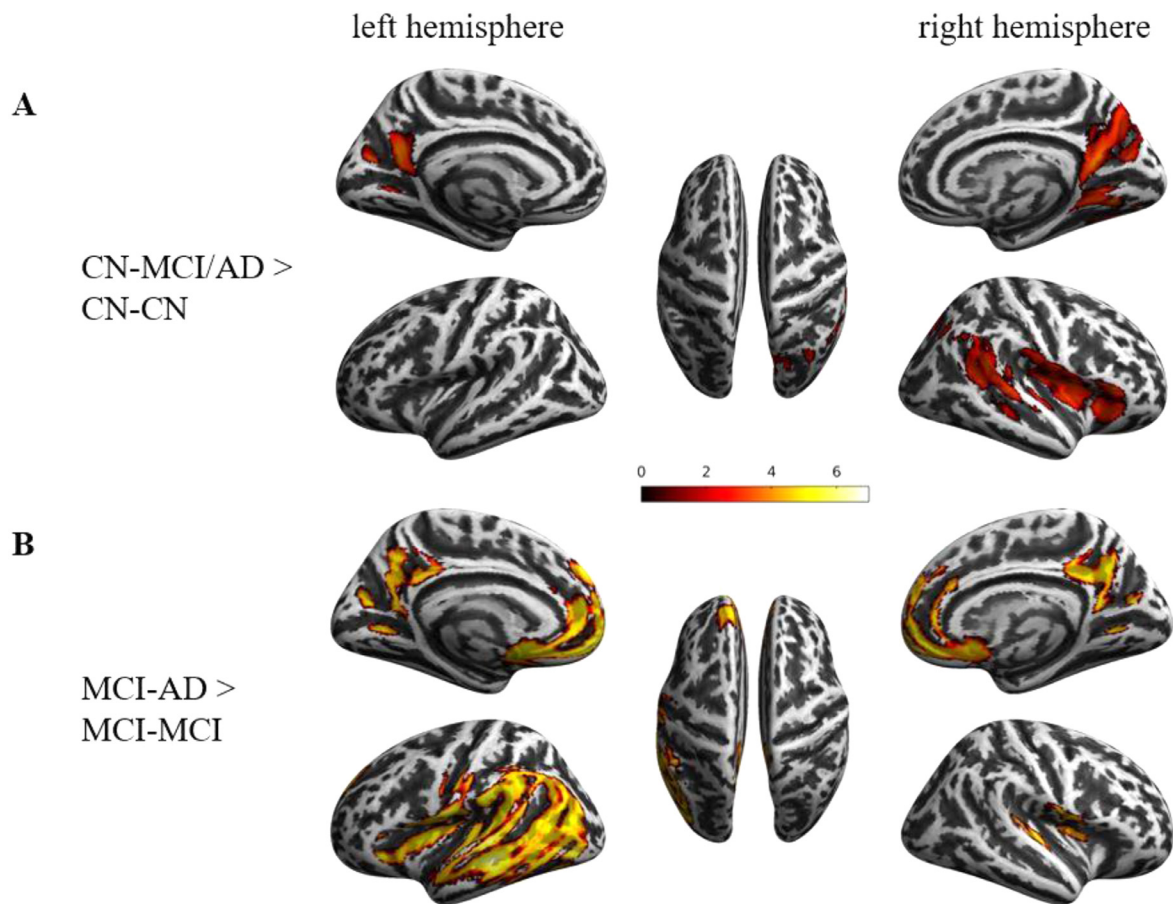 left hemisphere
right hemisphere
A
CN-MCI/AD >
CN-CN
0 2 4 6
B
MCI-AD >
MCI-MCI